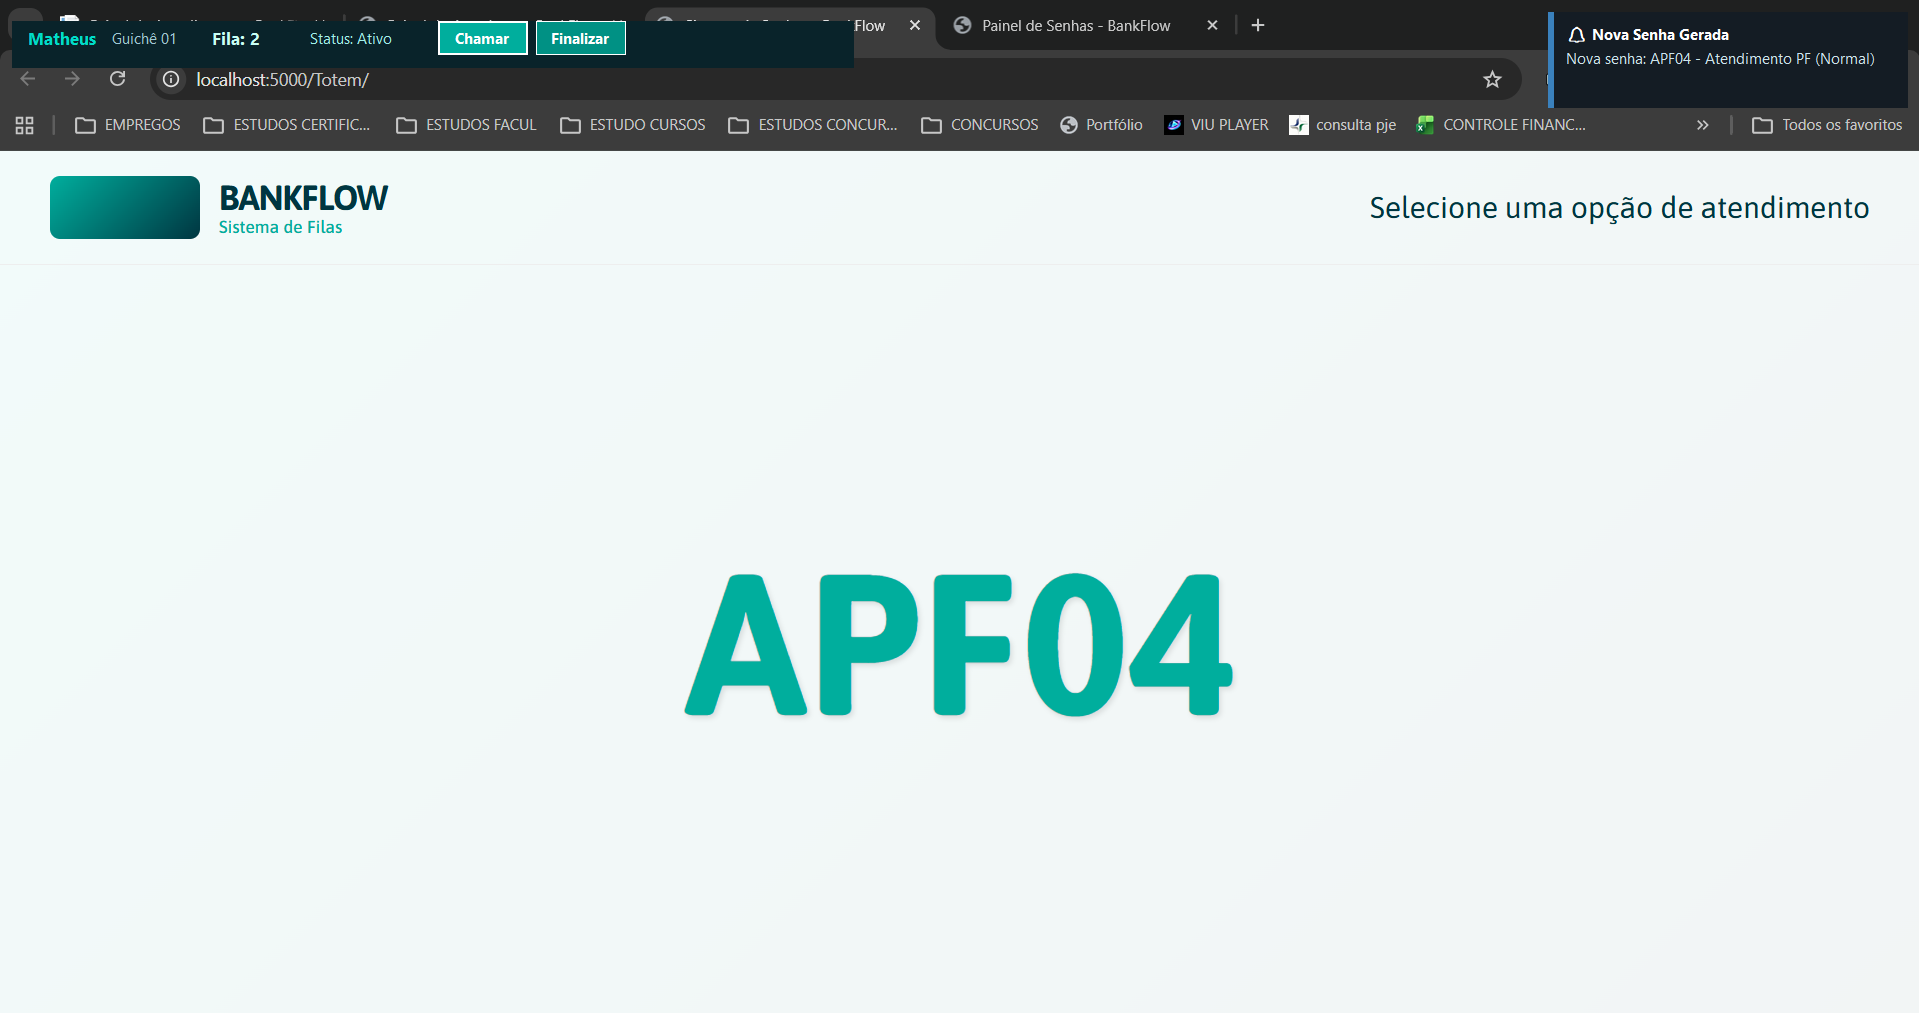 Matheus Guichê 01 Fila: 2 Status: Ativo Chamar Finalizar
Flow
Painel de Senhas - BankFlow
Nova Senha Gerada
Nova senha: APF04 - Atendimento PF (Normal)
localhost:5000/Totem/
EMPREGOS
ESTUDOS CERTIFIC...
ESTUDOS FACUL
ESTUDO CURSOS
ESTUDOS CONCUR...
CONCURSOS
Portfólio
VIU PLAYER
consulta pje
CONTROLE FINANC...
Todos os favoritos
BANKFLOW
Sistema de Filas
Selecione uma opção de atendimento
APF04